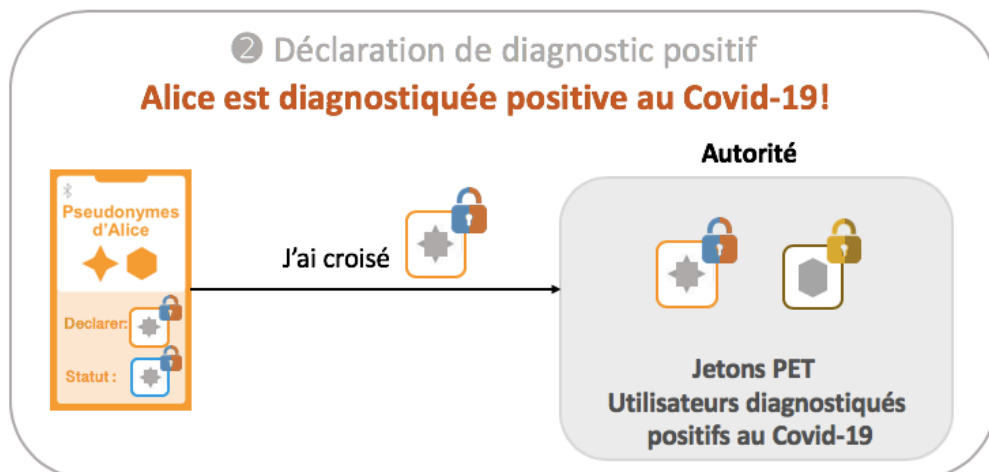 ❷ Déclaration de diagnostic positif
Alice est diagnostiquée positive au Covid-19!
Autorité
Pseudonymes
d'Alice
J'ai croisé
Declarer:
Statut :
Jetons PET
Utilisateurs diagnostiqués
positifs au Covid-19